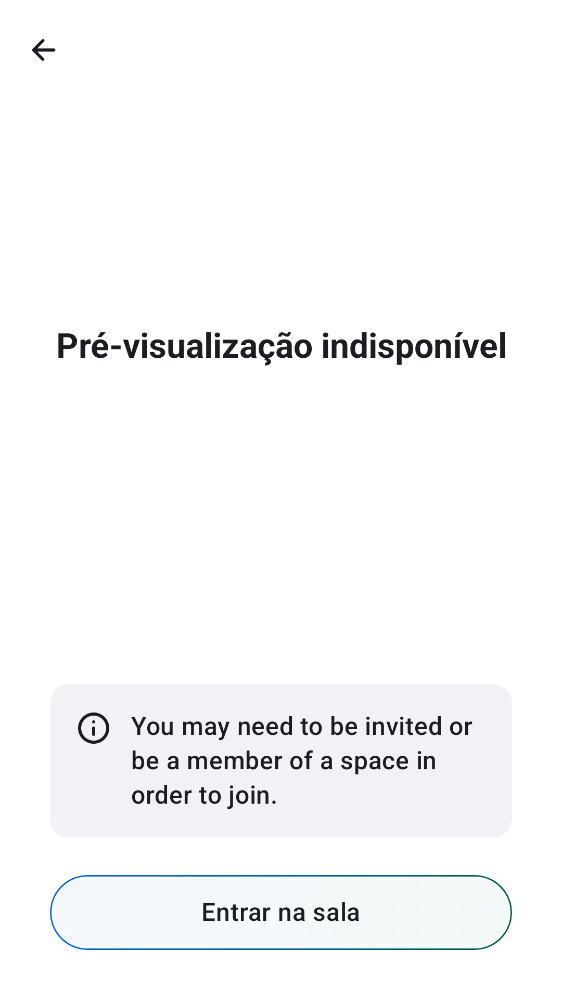 Pré-visualização indisponível
You may need to be invited or
be a member of a space in
order to join.
Entrar na sala